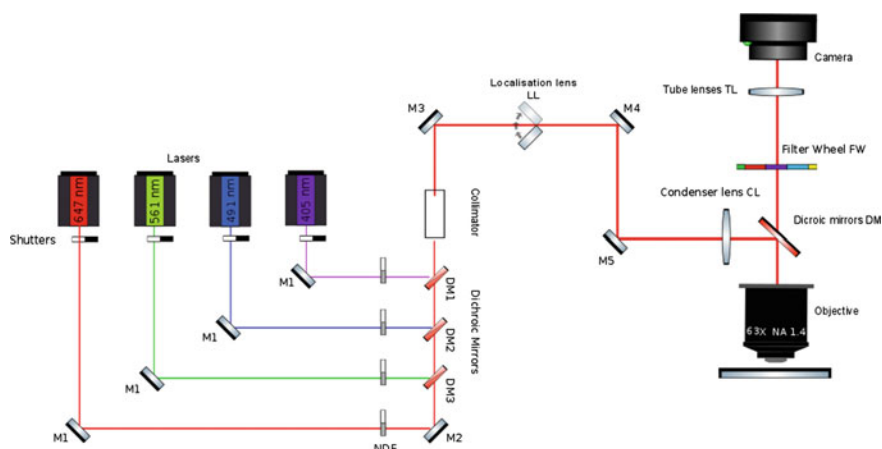 Camera
Tube lenses TL
Localisation lens
LL
M3
M4
Filter Wheel FW
Lasers
647 nm
561 nm
491 nm
405 nm
Collimator
Condenser lens CL
Dicroic mirrors DM
Shutters
M5
M1
DM1
Dichroic Mirrors
Objective
M1
DM2
63X NA 1.4
M1
DM3
M1
M2